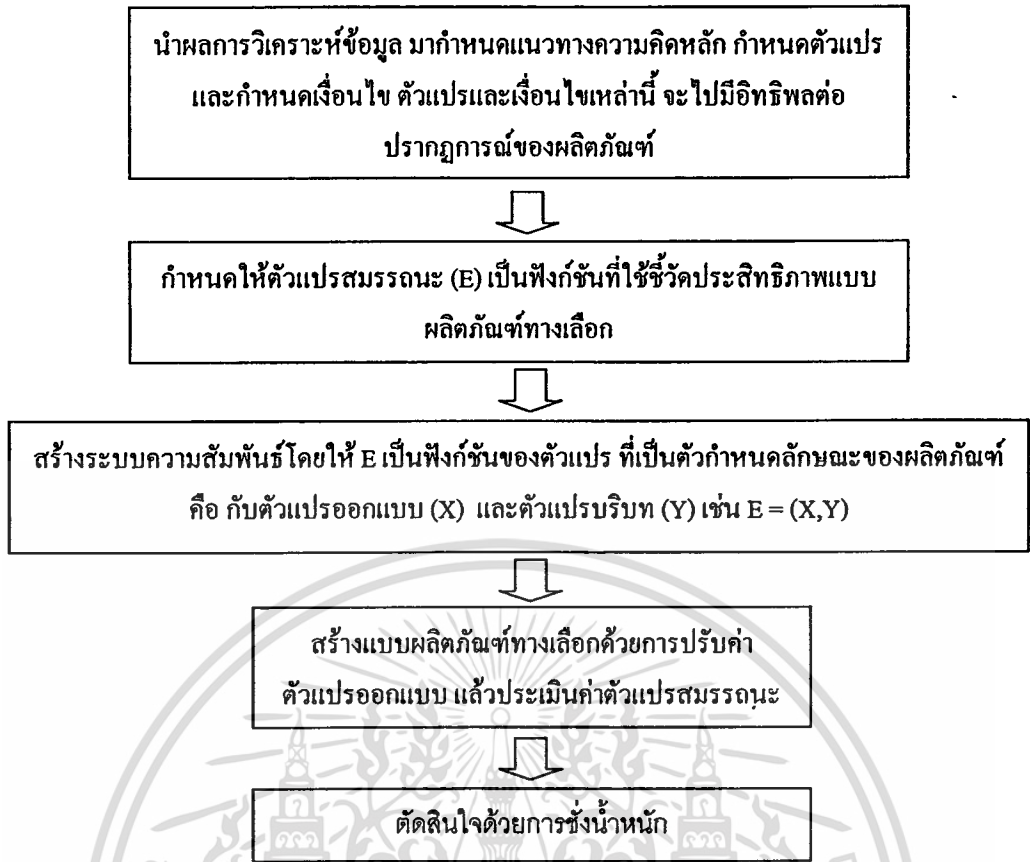 นำผลการวิเคราะห์ข้อมูล มากำหนดแนวทางความคิดหลัก กำหนดตัวแปร
และกำหนดเงื่อนไข ตัวแปรและเงื่อนไขเหล่านี้ จะไปมีอิทธิพลต่อ
ปรากฏการณ์ของผลิตภัณฑ์
กำหนดให้ตัวแปรสมรรถนะ (E) เป็นฟังก์ชันที่ใช้ชี้วัดประสิทธิภาพแบบ
ผลิตภัณฑ์ทางเลือก
สร้างระบบความสัมพันธ์โดยให้ E เป็นฟังก์ชันของตัวแปร ที่เป็นตัวกำหนดลักษณะของผลิตภัณฑ์
คือ กับตัวแปรออกแบบ (X) และตัวแปรบริบท (Y) เช่น E = (X,Y)
สร้างแบบผลิตภัณฑ์ทางเลือกด้วยการปรับค่า
ตัวแปรออกแบบ แล้วประเมินค่าตัวแปรสมรรถนะ
ตัดสินใจด้วยการชั่งน้ำหนัก